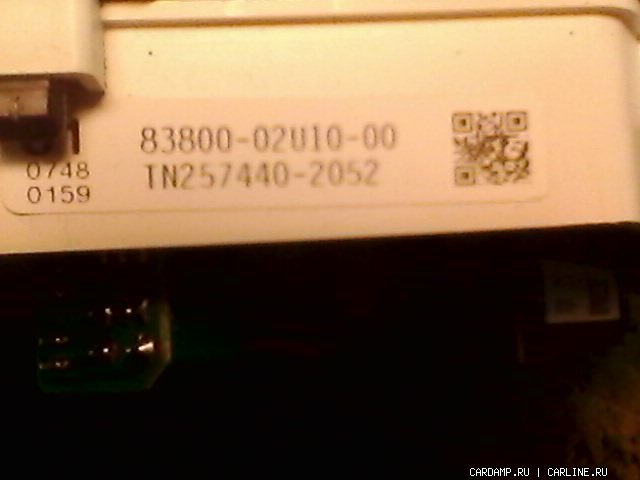 83800-02U10-00
TN257440-2052
0748
0159
CARDAMP.RU | CARLINE.RU